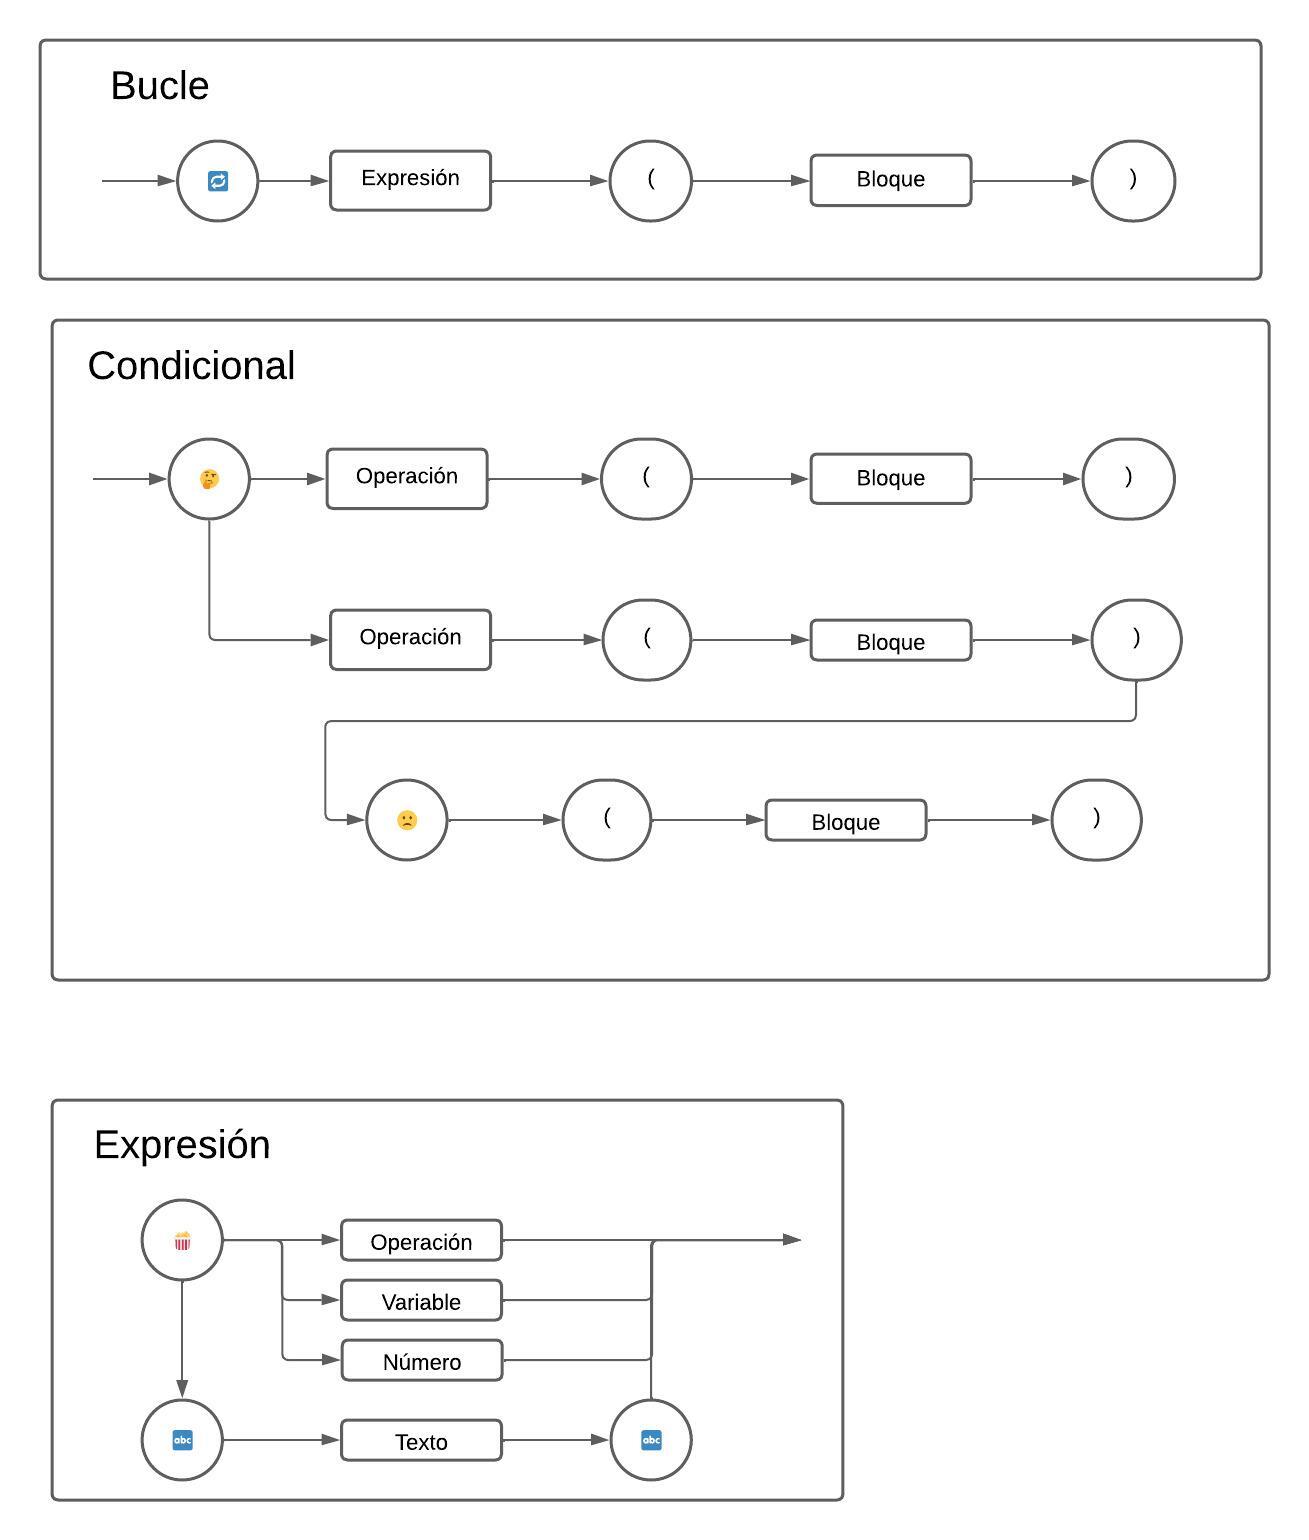 Bucle
Expresión ( Bloque )
Condicional
Operación ( Bloque )
Operación ( Bloque )
( Bloque )
Expresión
Operación
Variable
Número
abc Texto abc